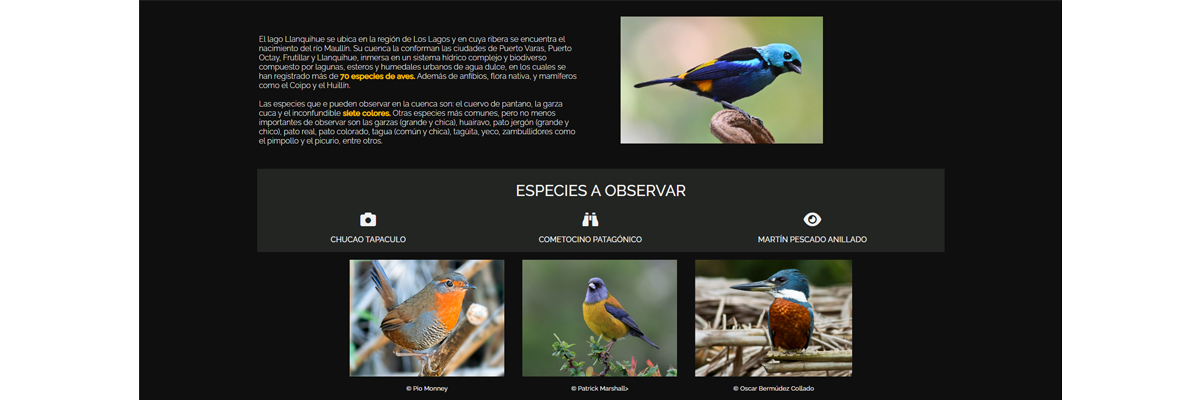 El lago Llanquihue se ubica en la región de Los Lagos y en cuya ribera se encuentra el
nacimiento del río Maullín. Su cuenca la conforman las ciudades de Puerto Varas, Puerto
Octay, Frutillar y Llanquihue, inmersa en un sistema hídrico complejo y biodiverso
compuesto por lagunas, esteros y humedales urbanos de agua dulce, en los cuales se
han registrado más de 70 especies de aves. Además de anfibios, flora nativa, y mamíferos
como el Coipo y el Huillín.
Las especies que e pueden observar en la cuenca son: el cuervo de pantano, la garza
cuca y el inconfundible siete colores. Otras especies más comunes, pero no menos
importantes de observar son las garzas (grande y chica), huairavo, pato jergón (grande y
chico), pato real, pato colorado, tagua (común y chica), tagüita, yeco, zambullidores como
el pimpollo y el picurio, entre otros.
ESPECIES A OBSERVAR
CHUCAO TAPACULO
COMETOCINO PATAGÓNICO
MARTÍN PESCADO ANILLADO
© Pio Monney
© Patrick Marshall>
© Oscar Bermúdez Collado